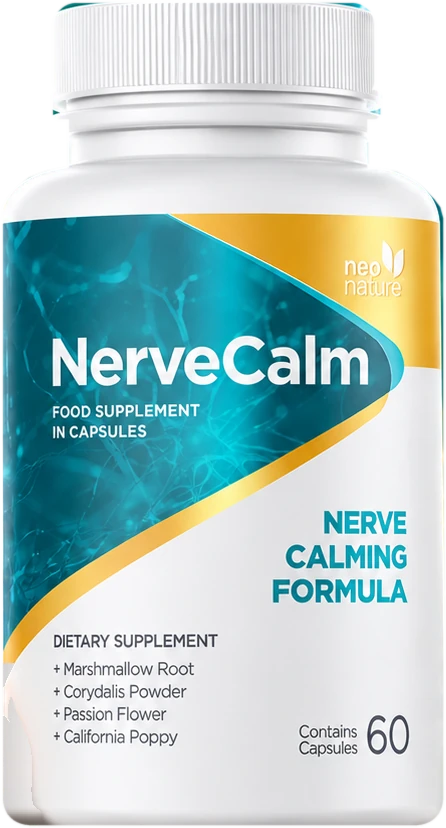 neo
nature
NerveCalm
FOOD SUPPLEMENT
IN CAPSULES
NERVE
CALMING
FORMULA
DIETARY SUPPLEMENT
+ Marshmallow Root
+ Corydalis Powder
+ Passion Flower
+ California Poppy
Contains
Capsules 60